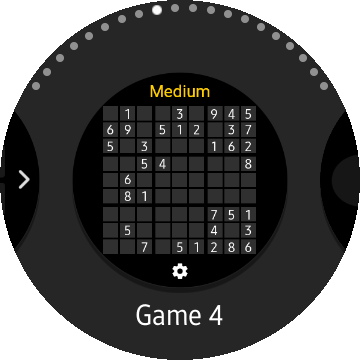 Medium
1 3 9 4 5
6 9 5 1 2 3 7
5 3 1 6 2
5 4 8
6
8 1
7 5 1
5 4 3
7 5 1 2 8 6
Game 4